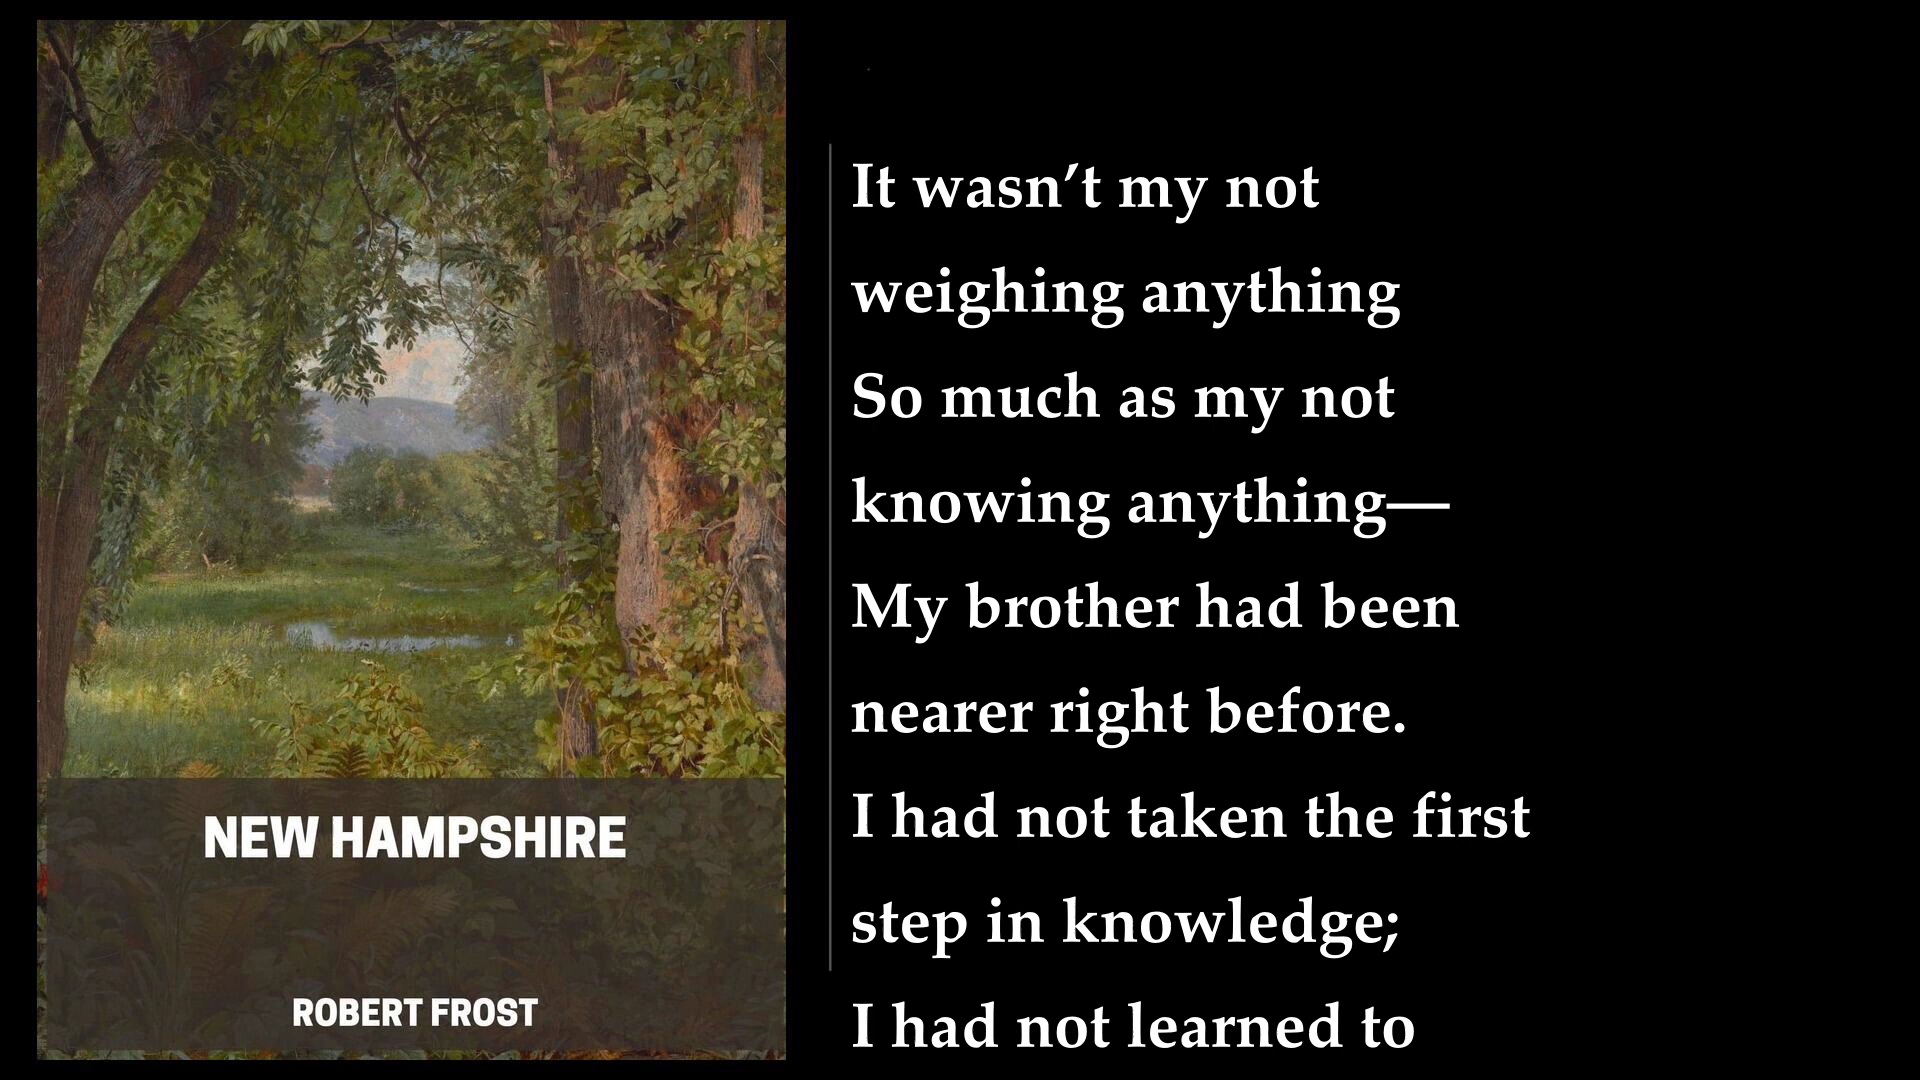 NEW HAMPSHIRE
ROBERT FROST
It wasn’t my not
weighing anything
So much as my not
knowing anything—
My brother had been
nearer right before.
I had not taken the first
step in knowledge;
I had not learned to